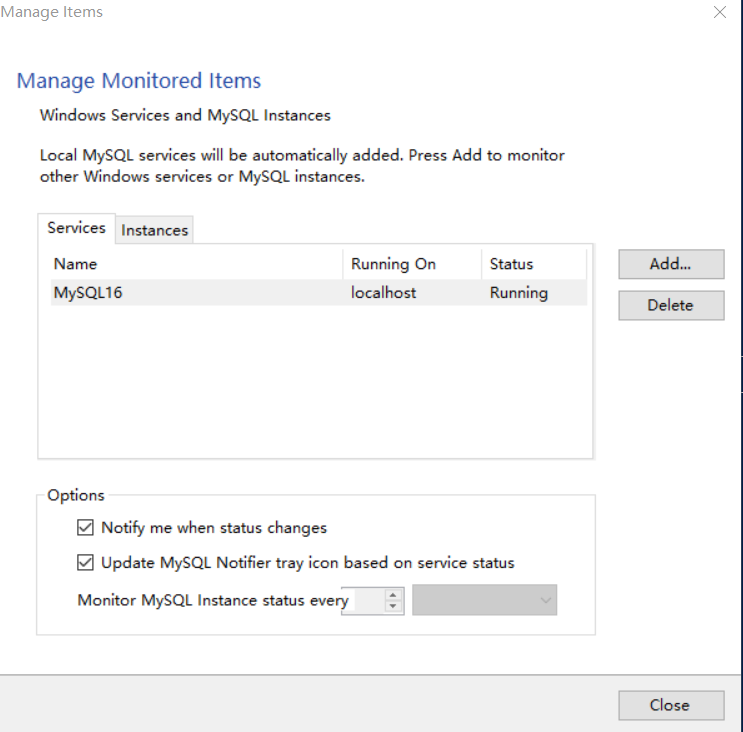 Manage Items
Manage Monitored Items
Windows Services and MySQL Instances
Local MySQL services will be automatically added. Press Add to monitor
other Windows services or MySQL instances.
Services Instances
Name Running On Status
MySQL16 localhost Running
Add...
Delete
Options
Notify me when status changes
Update MySQL Notifier tray icon based on service status
Monitor MySQL Instance status every
Close